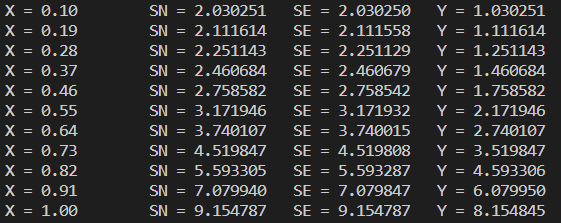 X = 0.10 SN = 2.030251 SE = 2.030250 Y = 1.030251
X = 0.19 SN = 2.111614 SE = 2.111558 Y = 1.111614
X = 0.28 SN = 2.251143 SE = 2.251129 Y = 1.251143
X = 0.37 SN = 2.460684 SE = 2.460679 Y = 1.460684
X = 0.46 SN = 2.758582 SE = 2.758542 Y = 1.758582
X = 0.55 SN = 3.171946 SE = 3.171932 Y = 2.171946
X = 0.64 SN = 3.740107 SE = 3.740015 Y = 2.740107
X = 0.73 SN = 4.519847 SE = 4.519808 Y = 3.519847
X = 0.82 SN = 5.593305 SE = 5.593287 Y = 4.593306
X = 0.91 SN = 7.079940 SE = 7.079847 Y = 6.079950
X = 1.00 SN = 9.154787 SE = 9.154787 Y = 8.154845